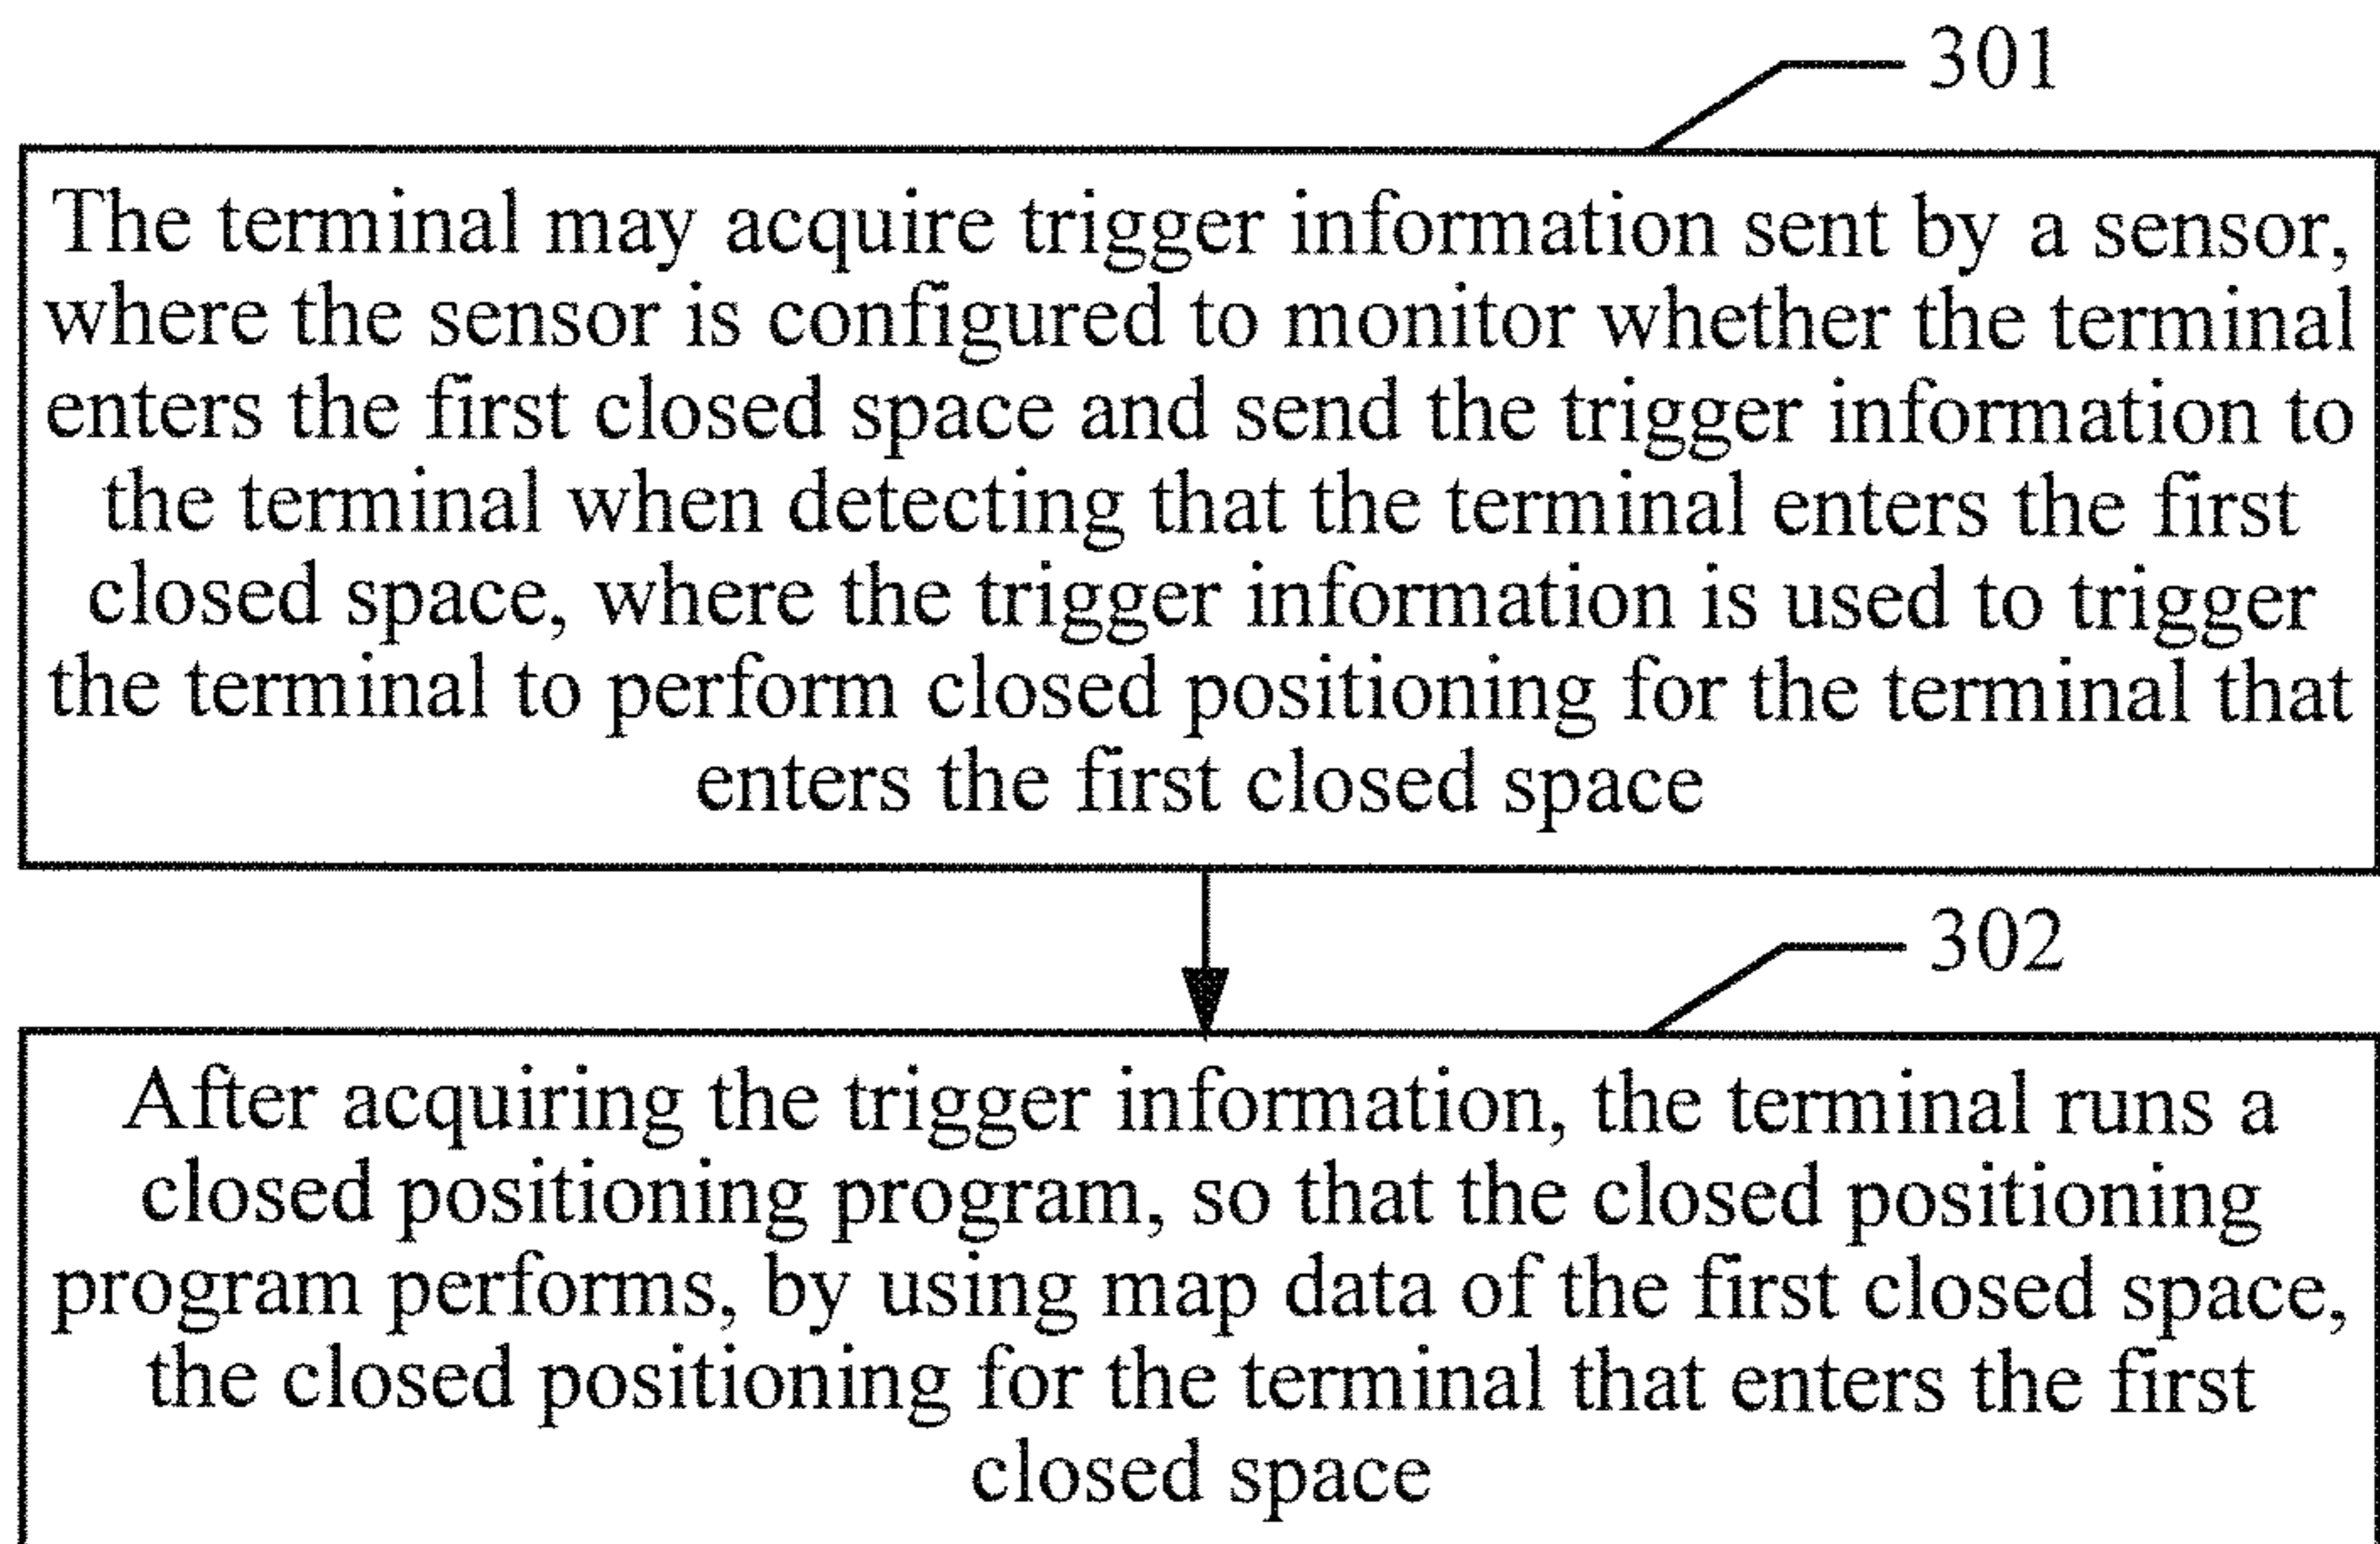 301
The terminal may acquire trigger information sent by a sensor,
where the sensor is configured to monitor whether the terminal
enters the first closed space and send the trigger information to
the terminal when detecting that the terminal enters the first
closed space, where the trigger information is used to trigger
the terminal to perform closed positioning for the terminal that
enters the first closed space
302
After acquiring the trigger information, the terminal runs a
closed positioning program, so that the closed positioning
program performs, by using map data of the first closed space,
the closed positioning for the terminal that enters the first
closed space